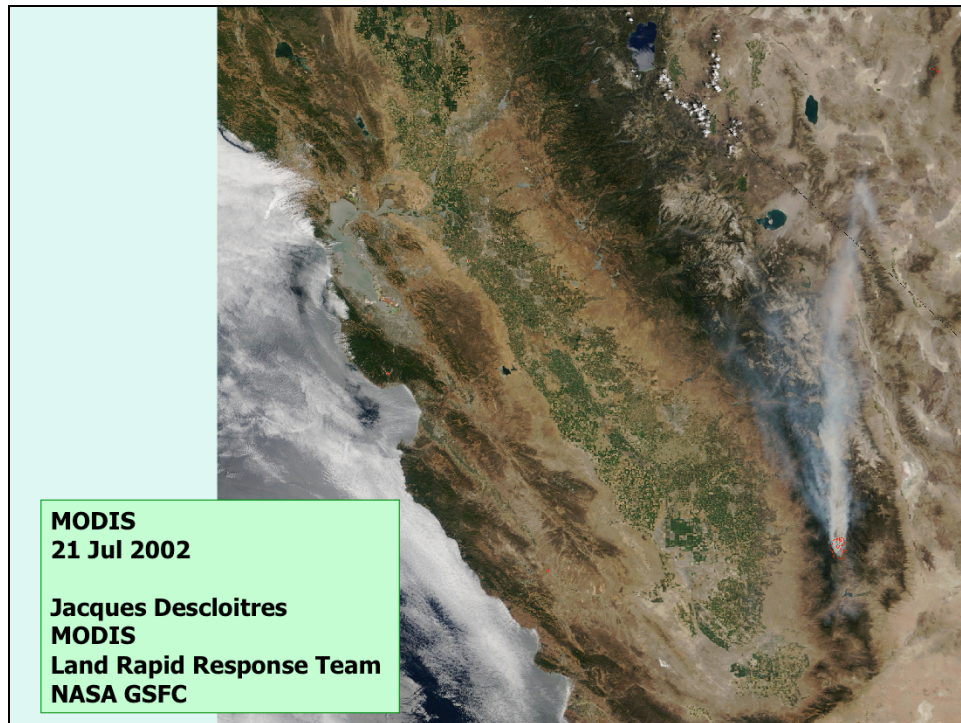 MODIS
21 Jul 2002
Jacques Descloitres
MODIS
Land Rapid Response Team
NASA GSFC